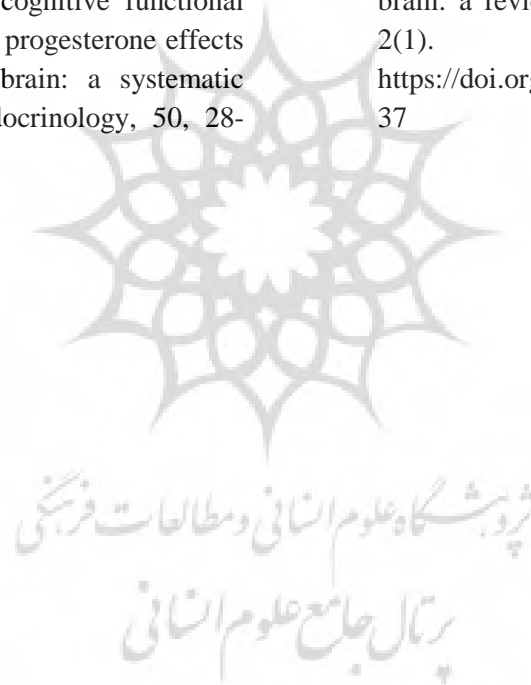 cognitive functional
progesterone effects
brain: a systematic
docrinology, 50, 28-
brain: a revie
2(1).
https://doi.org
37
پژوهشگاه علوم انسانی و مطالعات فرهنگی
پرتال جامع علوم انسانی